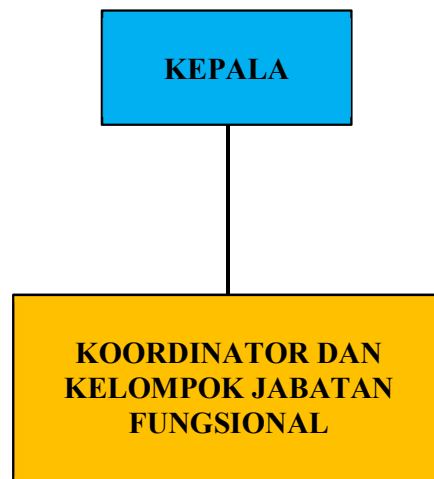 KEPALA
KOORDINATOR DAN
KELOMPOK JABATAN
FUNGSIONAL